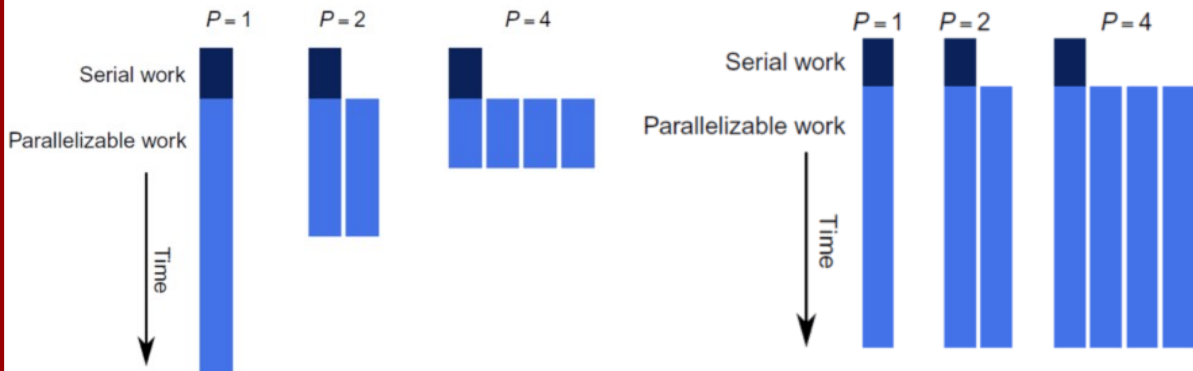 P = 1 P = 2 P = 4
Serial work
Parallelizable work
Time
P = 1 P = 2 P = 4
Serial work
Parallelizable work
Time